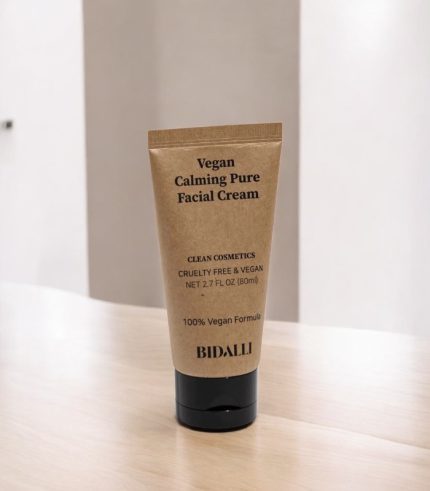 Vegan
Calming Pure
Facial Cream
CLEAN COSMETICS
CRUELTY FREE & VEGAN
NET 2.7 FL OZ (80ml)
100% Vegan Formula
BIDALLI